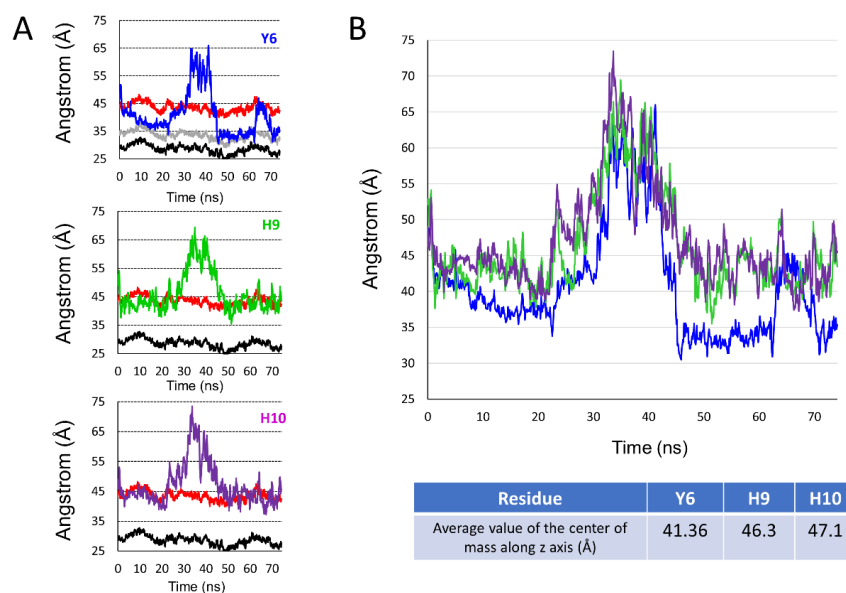 A
Angstrom (Å)
75
65
55
45
35
25
Y6
0 10 20 30 40 50 60 70
Time (ns)
Angstrom (Å)
75
65
55
45
35
25
H9
0 10 20 30 40 50 60 70
Time (ns)
Angstrom (Å)
75
65
55
45
35
25
H10
0 10 20 30 40 50 60 70
Time (ns)
B
Angstrom (Å)
75
70
65
60
55
50
45
40
35
30
25
0 10 20 30 40 50 60 70
Time (ns)
Residue Y6 H9 H10
Average value of the center of
mass along z axis (Å) 41.36 46.3 47.1